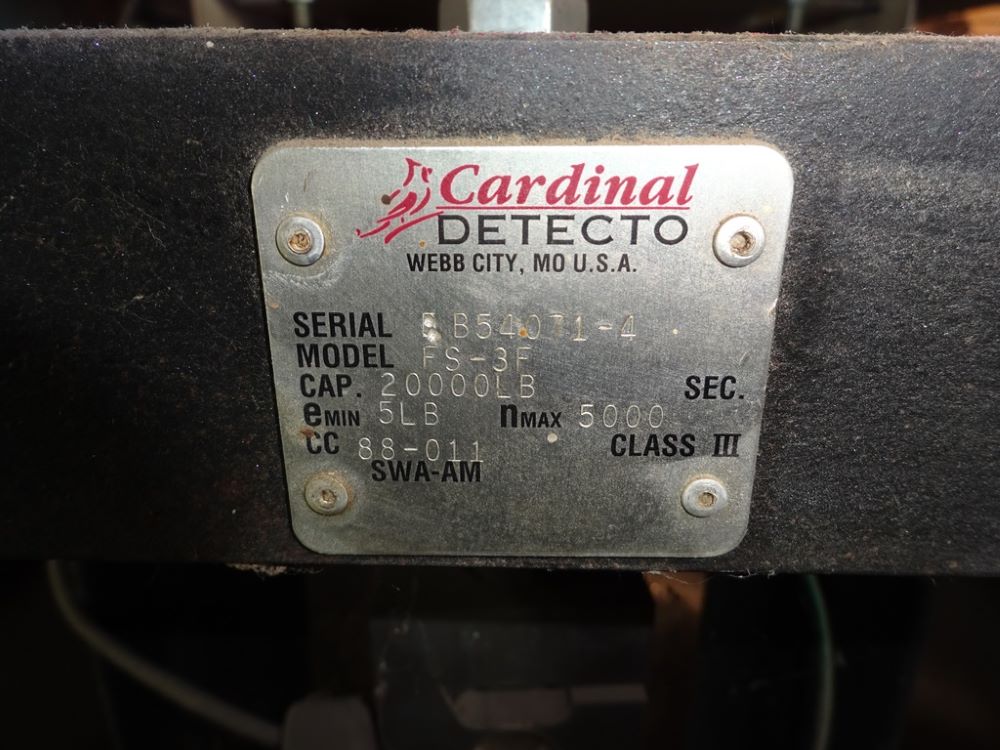 Cardinal
DETECTO
WEBB CITY, MO U.S.A.
SERIAL
MODEL FS-3F
CAP. 20000LB SEC.
eMIN 5LB nMAX 5000
CC 88-011 CLASS III
SWA-AM